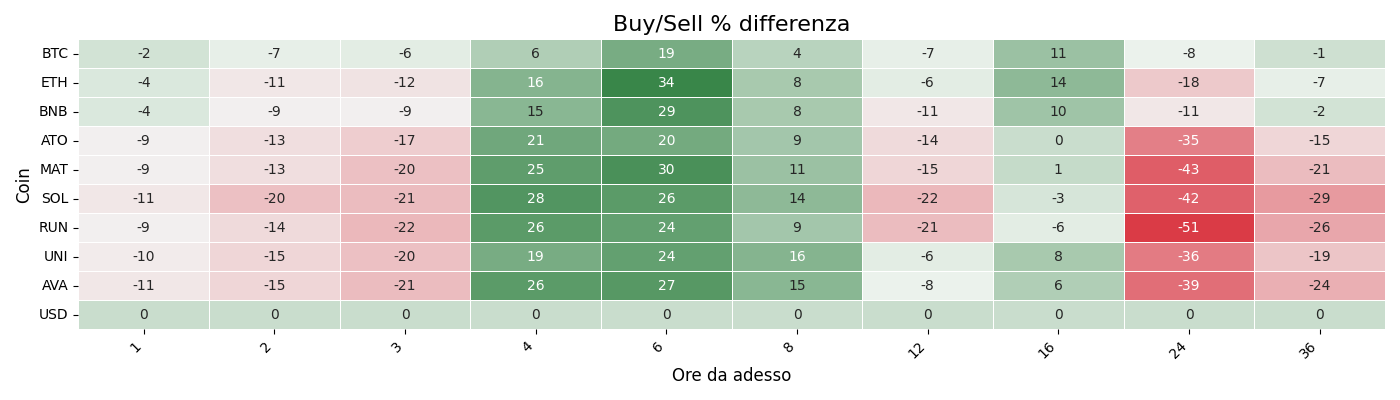 Buy/Sell % differenza
Coin
BTC -2 -7 -6 6 19 4 -7 11 -8 -1
ETH -4 -11 -12 16 34 8 -6 14 -18 -7
BNB -4 -9 -9 15 29 8 -11 10 -11 -2
ATO -9 -13 -17 21 20 9 -14 0 -35 -15
MAT -9 -13 -20 25 30 11 -15 1 -43 -21
SOL -11 -20 -21 28 26 14 -22 -3 -42 -29
RUN -9 -14 -22 26 24 9 -21 -6 -51 -26
UNI -10 -15 -20 19 24 16 -6 8 -36 -19
AVA -11 -15 -21 26 27 15 -8 6 -39 -24
USD 0 0 0 0 0 0 0 0 0 0
1 2 3 4 6 8 12 16 24 36
Ore da adesso